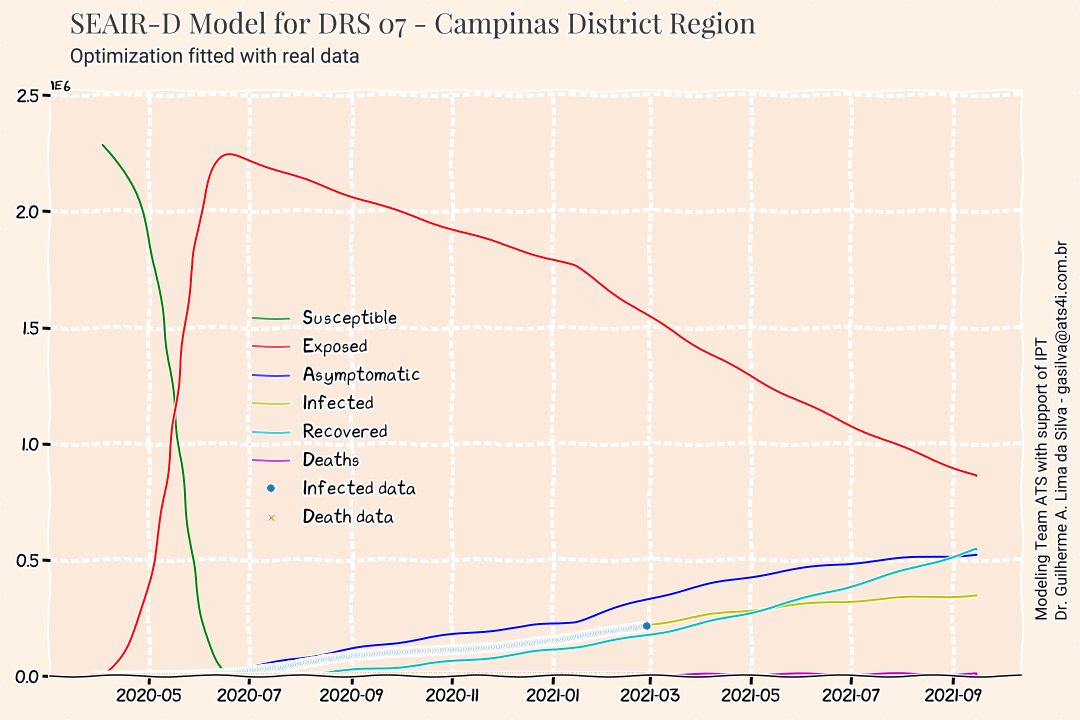 SEAIR-D Model for DRS 07 - Campinas District Region
Optimization fitted with real data
1E6
2.5
2.0
1.5
1.0
0.5
0.0
Susceptible
Exposed
Asymptomatic
Infected
Recovered
Deaths
Infected data
Death data
2020-05
2020-07
2020-09
2020-11
2021-01
2021-03
2021-05
2021-07
2021-09
Modeling Team ATS with support of IPT
Dr. Guilherme A. Lima da Silva - gasilva@ats4i.com.br